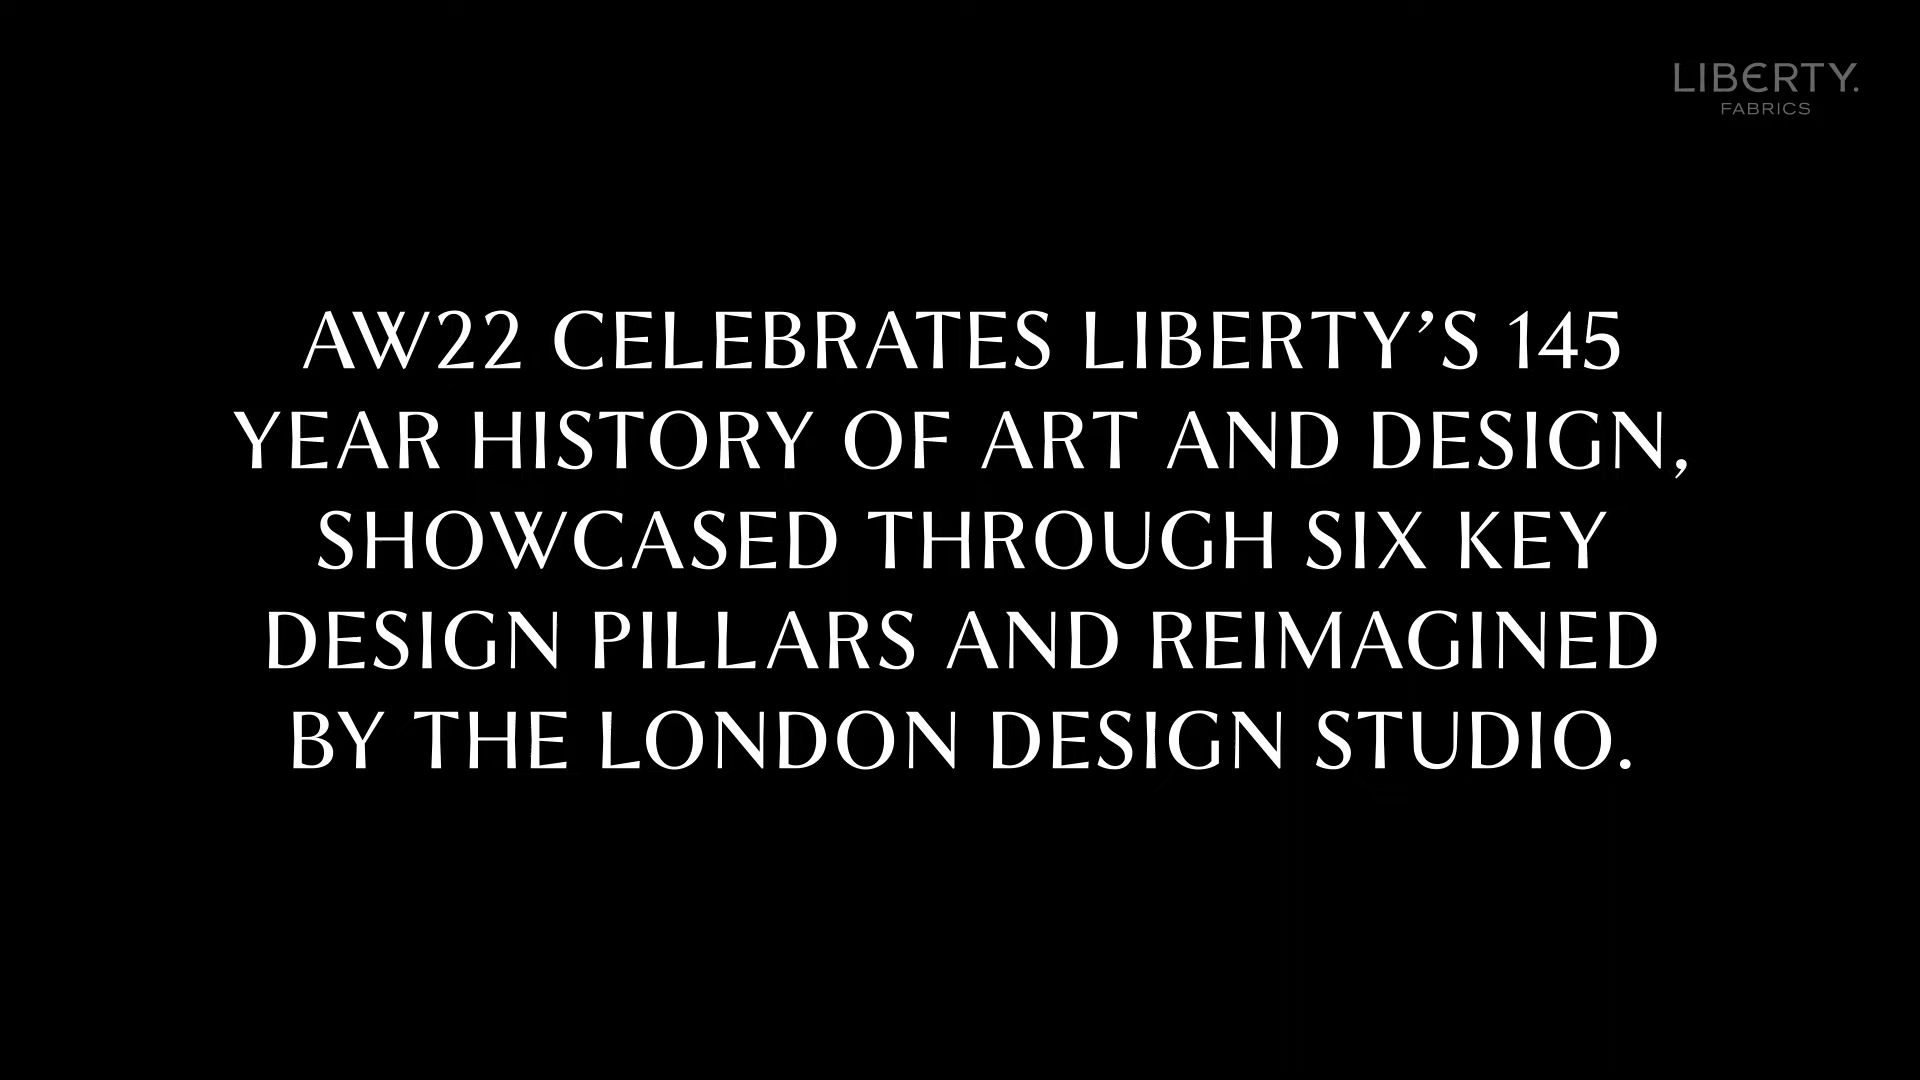 LIBERTY.
FABRICS
AW22 CELEBRATES LIBERTY’S 145
YEAR HISTORY OF ART AND DESIGN,
SHOWCASED THROUGH SIX KEY
DESIGN PILLARS AND REIMAGINED
BY THE LONDON DESIGN STUDIO.